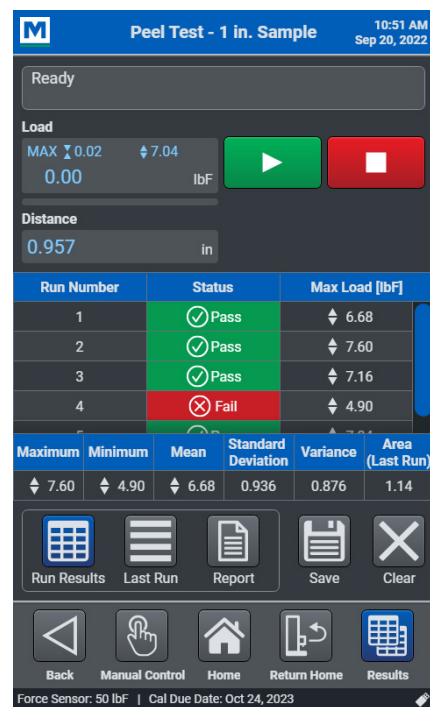 M Peel Test - 1 in. Sample 10:51 AM
Sep 20, 2022
Ready
Load
MAX 0.02 7.04
0.00 lbF
Distance
0.957 in
Run Number Status Max Load [lbF]
1 Pass 6.68
2 Pass 7.60
3 Pass 7.16
4 Fail 4.90
Maximum Minimum Mean Standard Deviation Variance Area (Last Run)
7.60 4.90 6.68 0.936 0.876 1.14
Run Results Last Run Report Save Clear
Back Manual Control Home Return Home Results
Force Sensor: 50 lbF | Cal Due Date: Oct 24, 2023